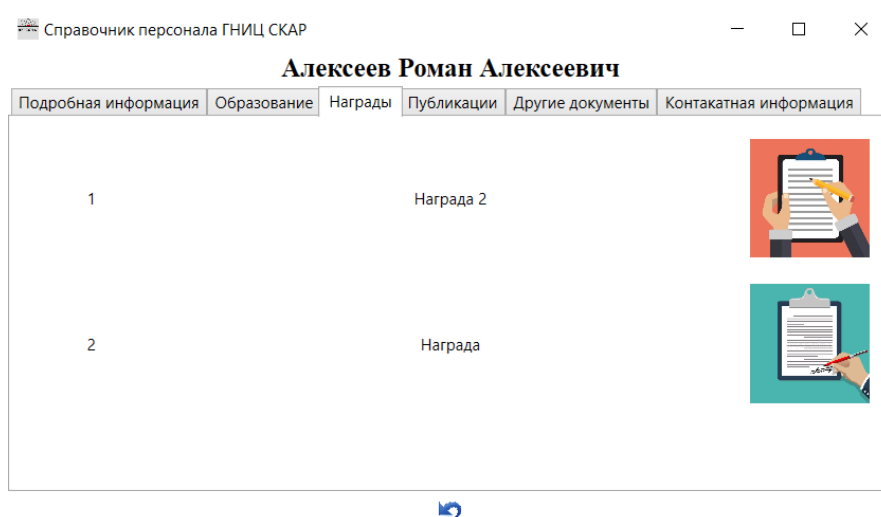 Справочник персонала ГНИЦ СКАР
Алексеев Роман Алексеевич
Подробная информация Образование Награды Публикации Другие документы Контакатная информация
1 Награда 2
2 Награда